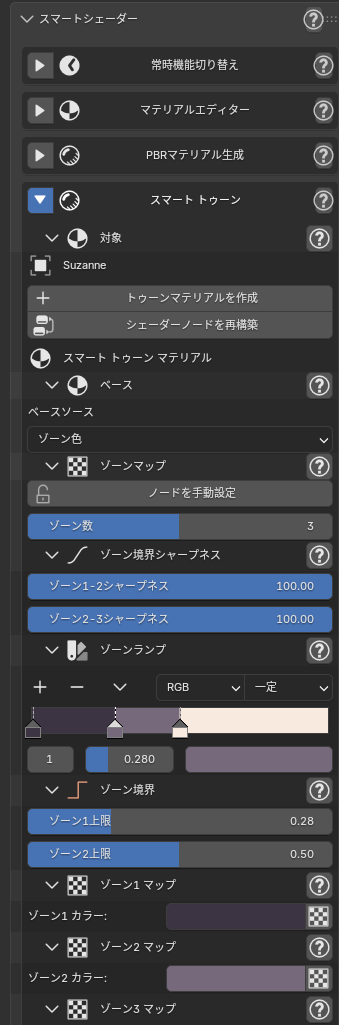 スマートシェーダー
常時機能切り替え
マテリアルエディター
PBRマテリアル生成
スマート トゥーン
対象
Suzanne
トゥーンマテリアルを作成
シェーダーノードを再構築
スマート トゥーン マテリアル
ベース
ベースソース
ゾーン色
ゾーンマップ
ノードを手動設定
ゾーン数 3
ゾーン境界シャープネス
ゾーン1-2シャープネス 100.00
ゾーン2-3シャープネス 100.00
ゾーンランプ
RGB 一定
1 0.280
ゾーン境界
ゾーン1上限 0.28
ゾーン2上限 0.50
ゾーン1 マップ
ゾーン1 カラー:
ゾーン2 マップ
ゾーン2 カラー:
ゾーン3 マップ